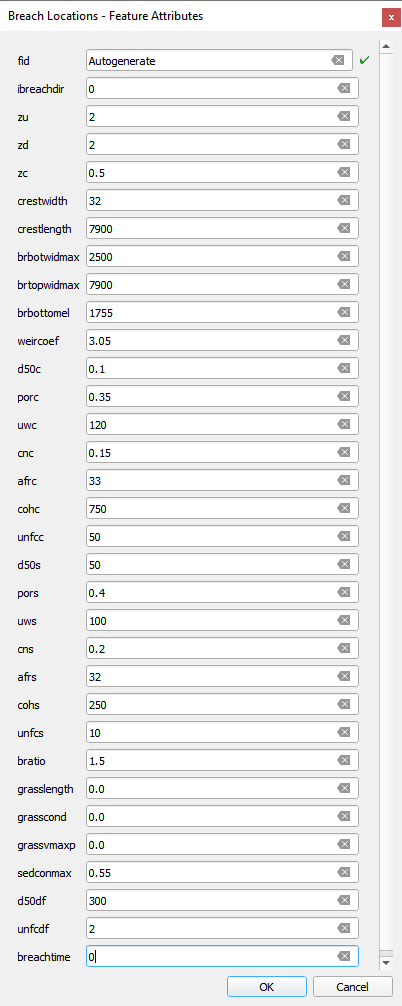 Breach Locations - Feature Attributes
fid Autogenerate
ibreachdir 0
zu 2
zd 2
zc 0.5
crestwidth 32
crestlength 7900
brbotwidmax 2500
brtopwidmax 7900
brbottomel 1755
weircoef 3.05
d50c 0.1
porc 0.35
uwc 120
cnc 0.15
afrc 33
cohc 750
unfcc 50
d50s 50
pors 0.4
uws 100
cns 0.2
afrs 32
cohs 250
unfcs 10
bratio 1.5
grasslength 0.0
grasscond 0.0
grassvmaxp 0.0
sedconmax 0.55
d50df 300
unfcdf 2
breachtime 0
OK Cancel